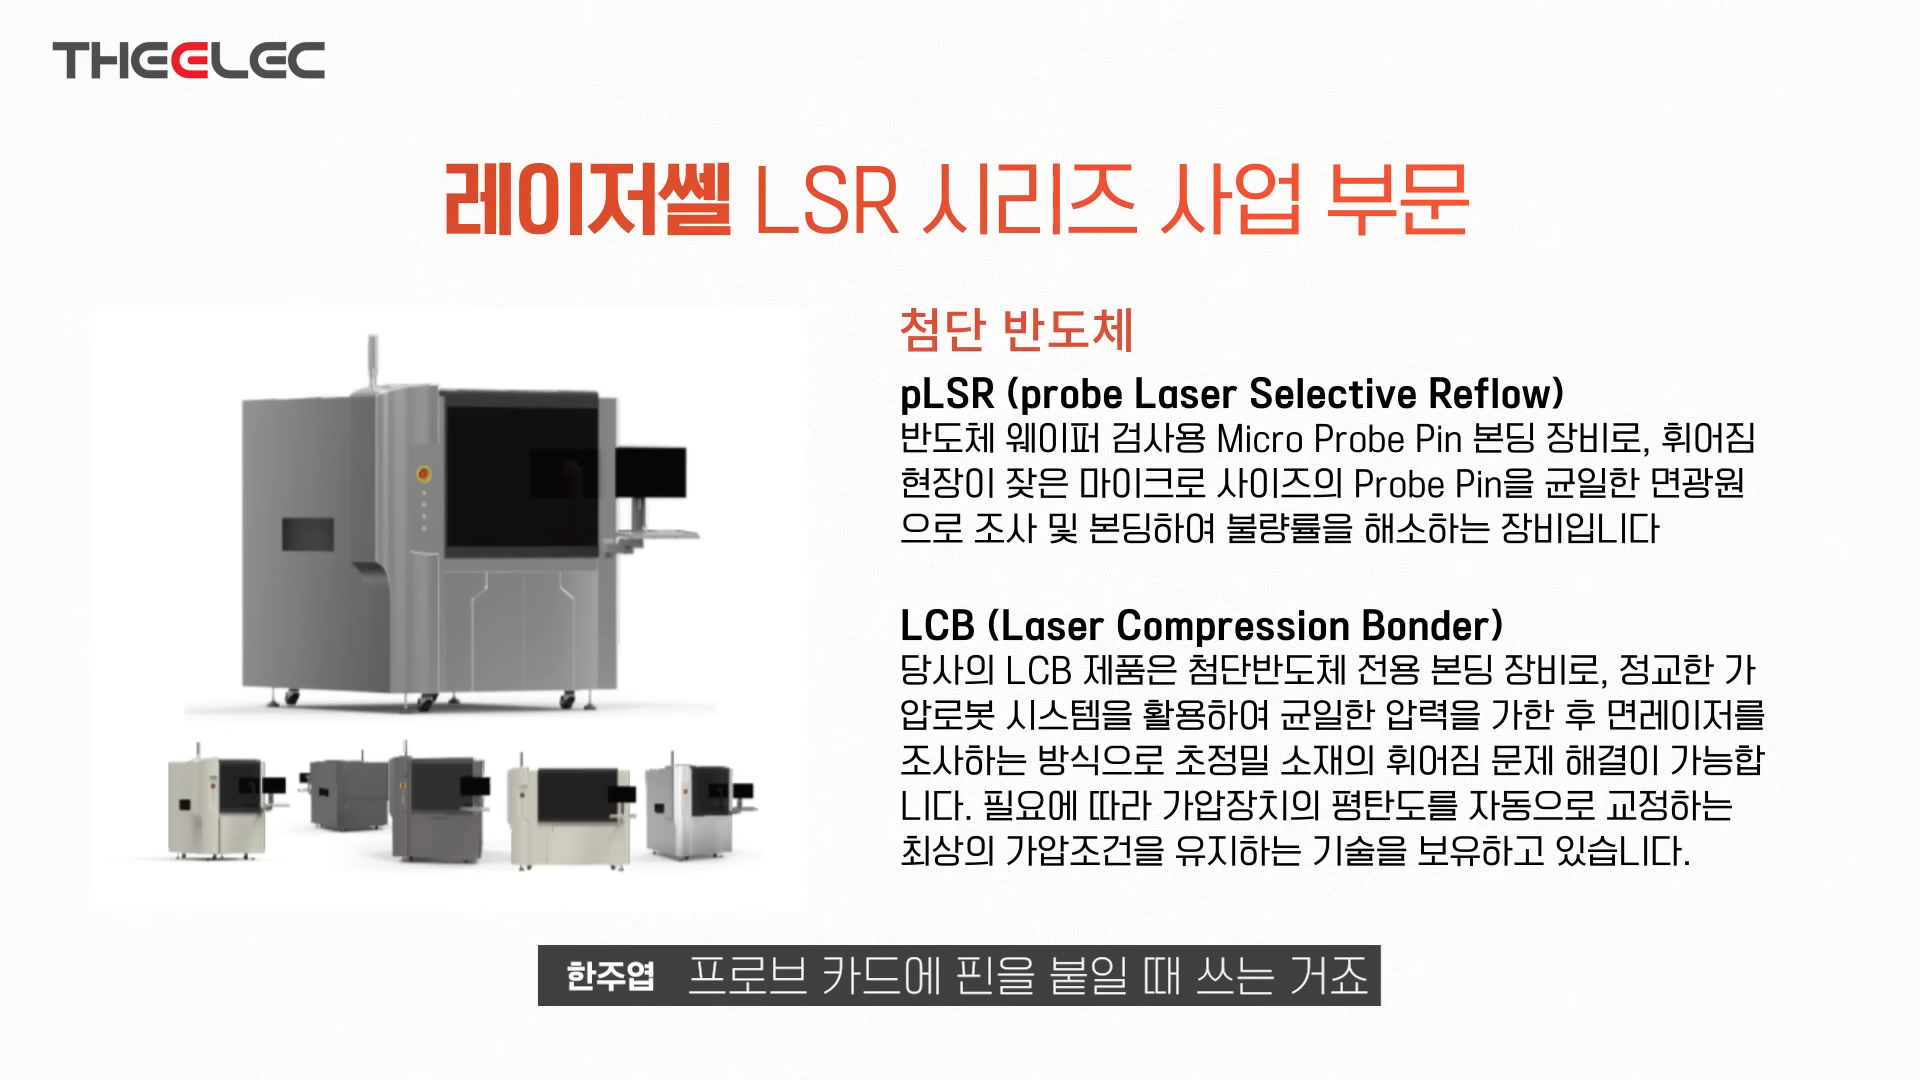 THEELEC
레이저쎌 LSR 시리즈 사업 부문
첨단 반도체
pLSR (probe Laser Selective Reflow)
반도체 웨이퍼 검사용 Micro Probe Pin 본딩 장비로, 휘어짐
현장이 잦은 마이크로 사이즈의 Probe Pin을 균일한 면광원
으로 조사 및 본딩하여 불량률을 해소하는 장비입니다
LCB (Laser Compression Bonder)
당사의 LCB 제품은 첨단반도체 전용 본딩 장비로, 정교한 가
압로봇 시스템을 활용하여 균일한 압력을 가한 후 면레이저를
조사하는 방식으로 초정밀 소재의 휘어짐 문제 해결이 가능합
니다. 필요에 따라 가압장치의 평탄도를 자동으로 교정하는
최상의 가압조건을 유지하는 기술을 보유하고 있습니다.
한주엽 프로브 카드에 핀을 붙일 때 쓰는 거죠